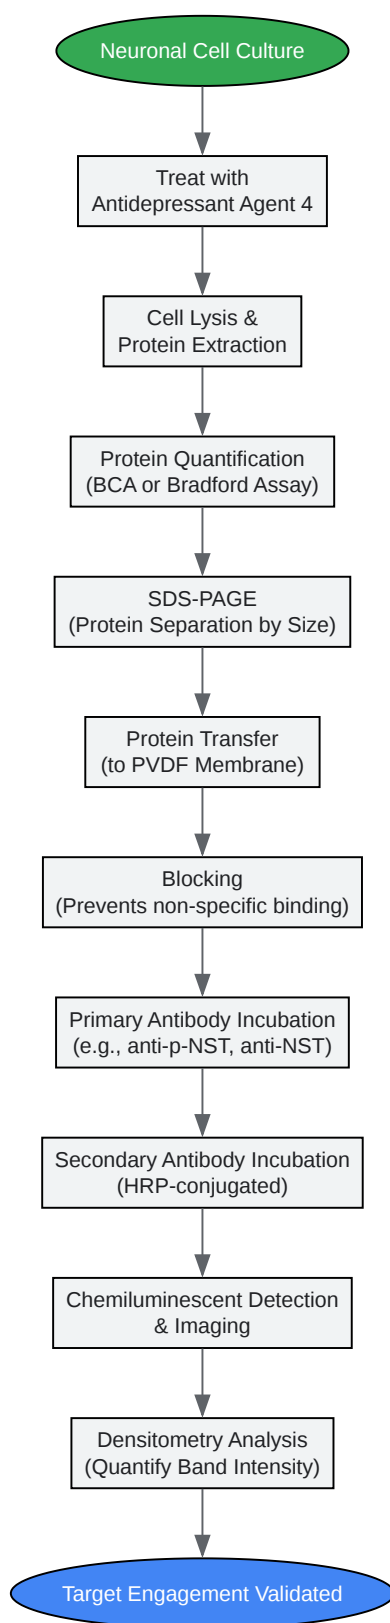 Neuronal Cell Culture
Treat with
Antidepressant Agent 4
Cell Lysis &
Protein Extraction
Protein Quantification
(BCA or Bradford Assay)
SDS-PAGE
(Protein Separation by Size)
Protein Transfer
(to PVDF Membrane)
Blocking
(Prevents non-specific binding)
Primary Antibody Incubation
(e.g., anti-p-NST, anti-NST)
Secondary Antibody Incubation
(HRP-conjugated)
Chemiluminescent Detection
& Imaging
Densitometry Analysis
(Quantify Band Intensity)
Target Engagement Validated